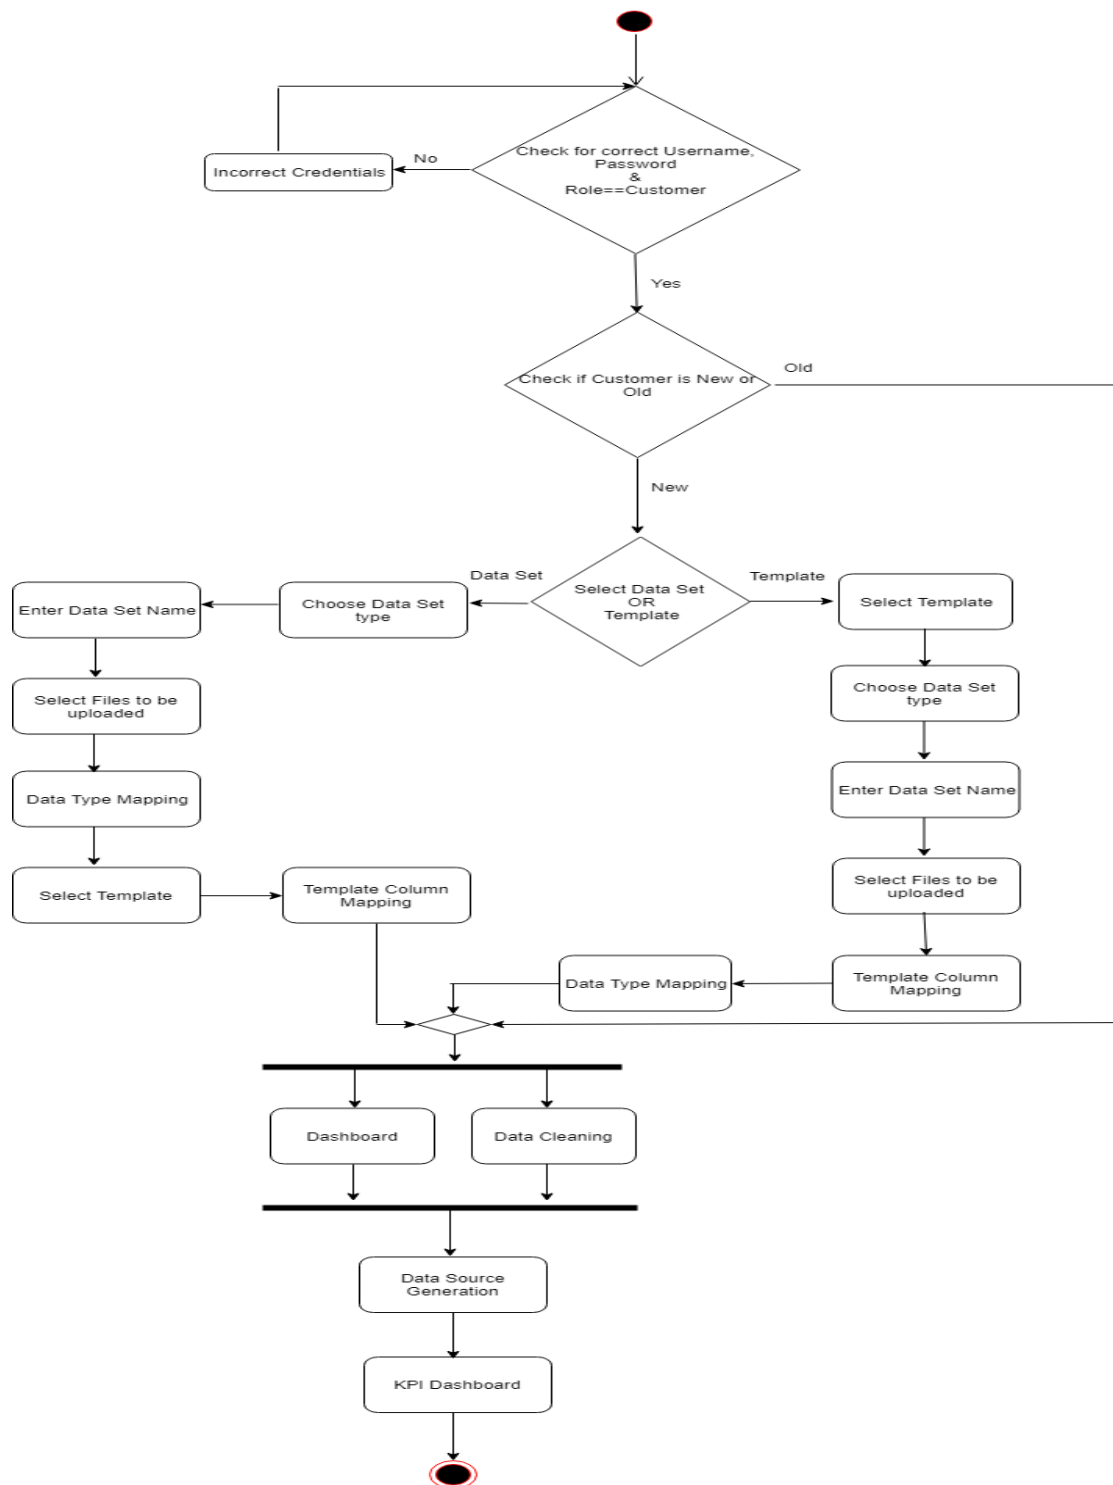 Check for correct Username,
Password
&
Role==Customer
No
Incorrect Credentials
Yes
Check if Customer is New or
Old
Old
New
Select Data Set
OR
Template
Data Set
Template
Choose Data Set
type
Enter Data Set Name
Select Files to be
uploaded
Data Type Mapping
Select Template
Template Column
Mapping
Select Template
Choose Data Set
type
Enter Data Set Name
Select Files to be
uploaded
Template Column
Mapping
Data Type Mapping
Dashboard
Data Cleaning
Data Source
Generation
KPI Dashboard